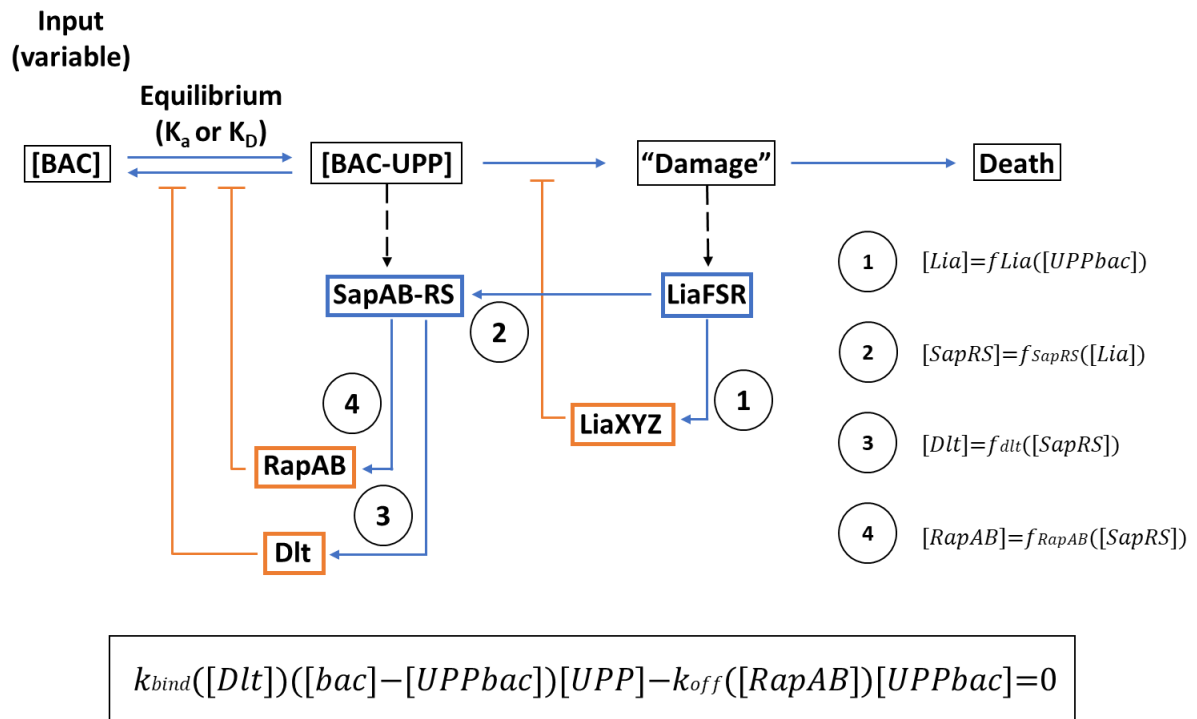 Input
(variable)
Equilibrium
(Ka or KD)
[BAC]
[BAC-UPP]
“Damage”
Death
SapAB-RS
LiaFSR
2
4
1
LiaXYZ
RapAB
3
Dlt
1 [Lia]=fLia([UPPbac])
2 [SapRS]=fSapRS([Lia])
3 [Dlt]=fdlt([SapRS])
4 [RapAB]=fRapAB([SapRS])
kbind([Dlt])([bac]−[UPPbac])[UPP]−koff([RapAB])[UPPbac]=0